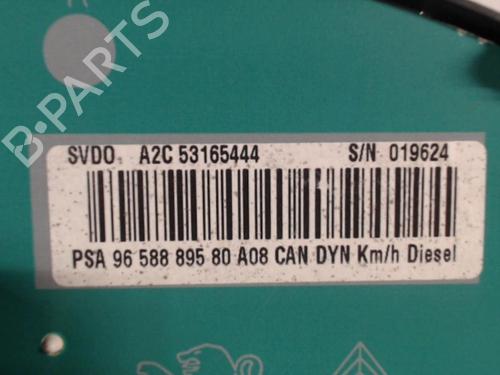 B-PARTS
SVDO A2C 53165444 S/N 019624
PSA 96 588 895 80 A08 CAN DYN Km/h Diesel